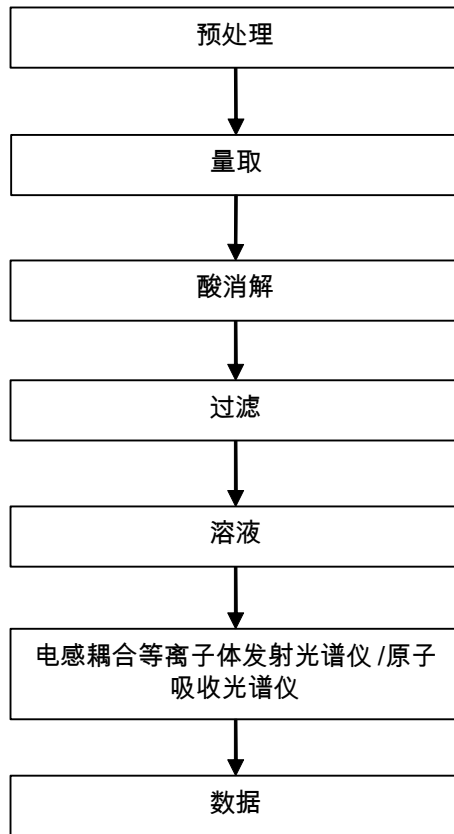 预处理
量取
酸消解
过滤
溶液
电感耦合等离子体发射光谱仪 /原子
吸收光谱仪
数据